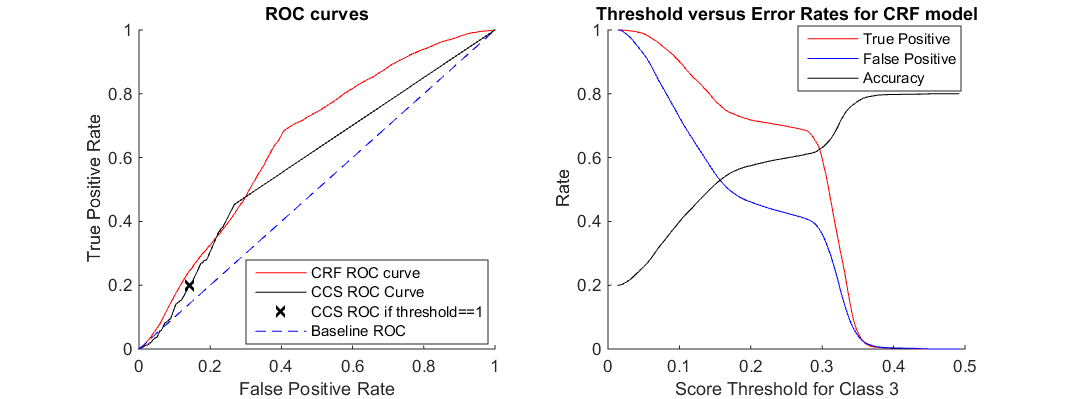 ROC curves
1
0.8
0.6
0.4
0.2
0
True Positive Rate
CRF ROC curve
CCS ROC Curve
CCS ROC if threshold==1
Baseline ROC
0 0.2 0.4 0.6 0.8 1
False Positive Rate
Threshold versus Error Rates for CRF model
1
0.8
0.6
0.4
0.2
0
Rate
True Positive
False Positive
Accuracy
0 0.1 0.2 0.3 0.4 0.5
Score Threshold for Class 3